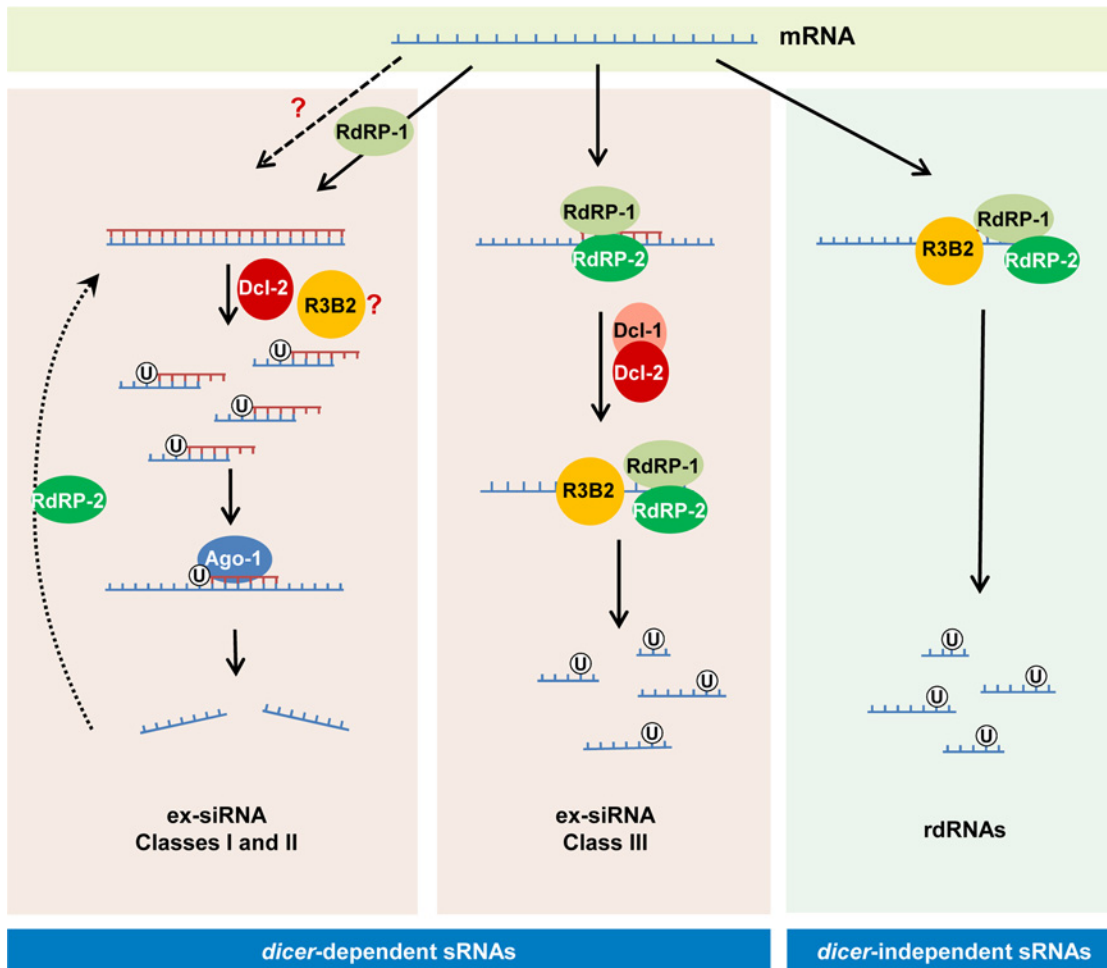 mRNA
?
RdRP-1
Dcl-2
R3B2
?
U
U
U
U
RdRP-2
Ago-1
U
ex-siRNA
Classes I and II
RdRP-1
RdRP-2
Dcl-1
Dcl-2
R3B2
RdRP-1
RdRP-2
U
U
U
U
ex-siRNA
Class III
R3B2
RdRP-1
RdRP-2
U
U
U
U
rdRNAs
dicer-dependent sRNAs
dicer-independent sRNAs